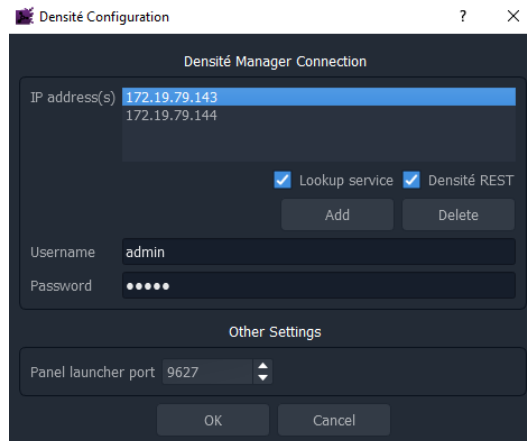 Densité Configuration
?
Densité Manager Connection
IP address(s) 172.19.79.143
172.19.79.144
Lookup service Densité REST
Add Delete
Username admin
Password •••••
Other Settings
Panel launcher port 9627
OK Cancel